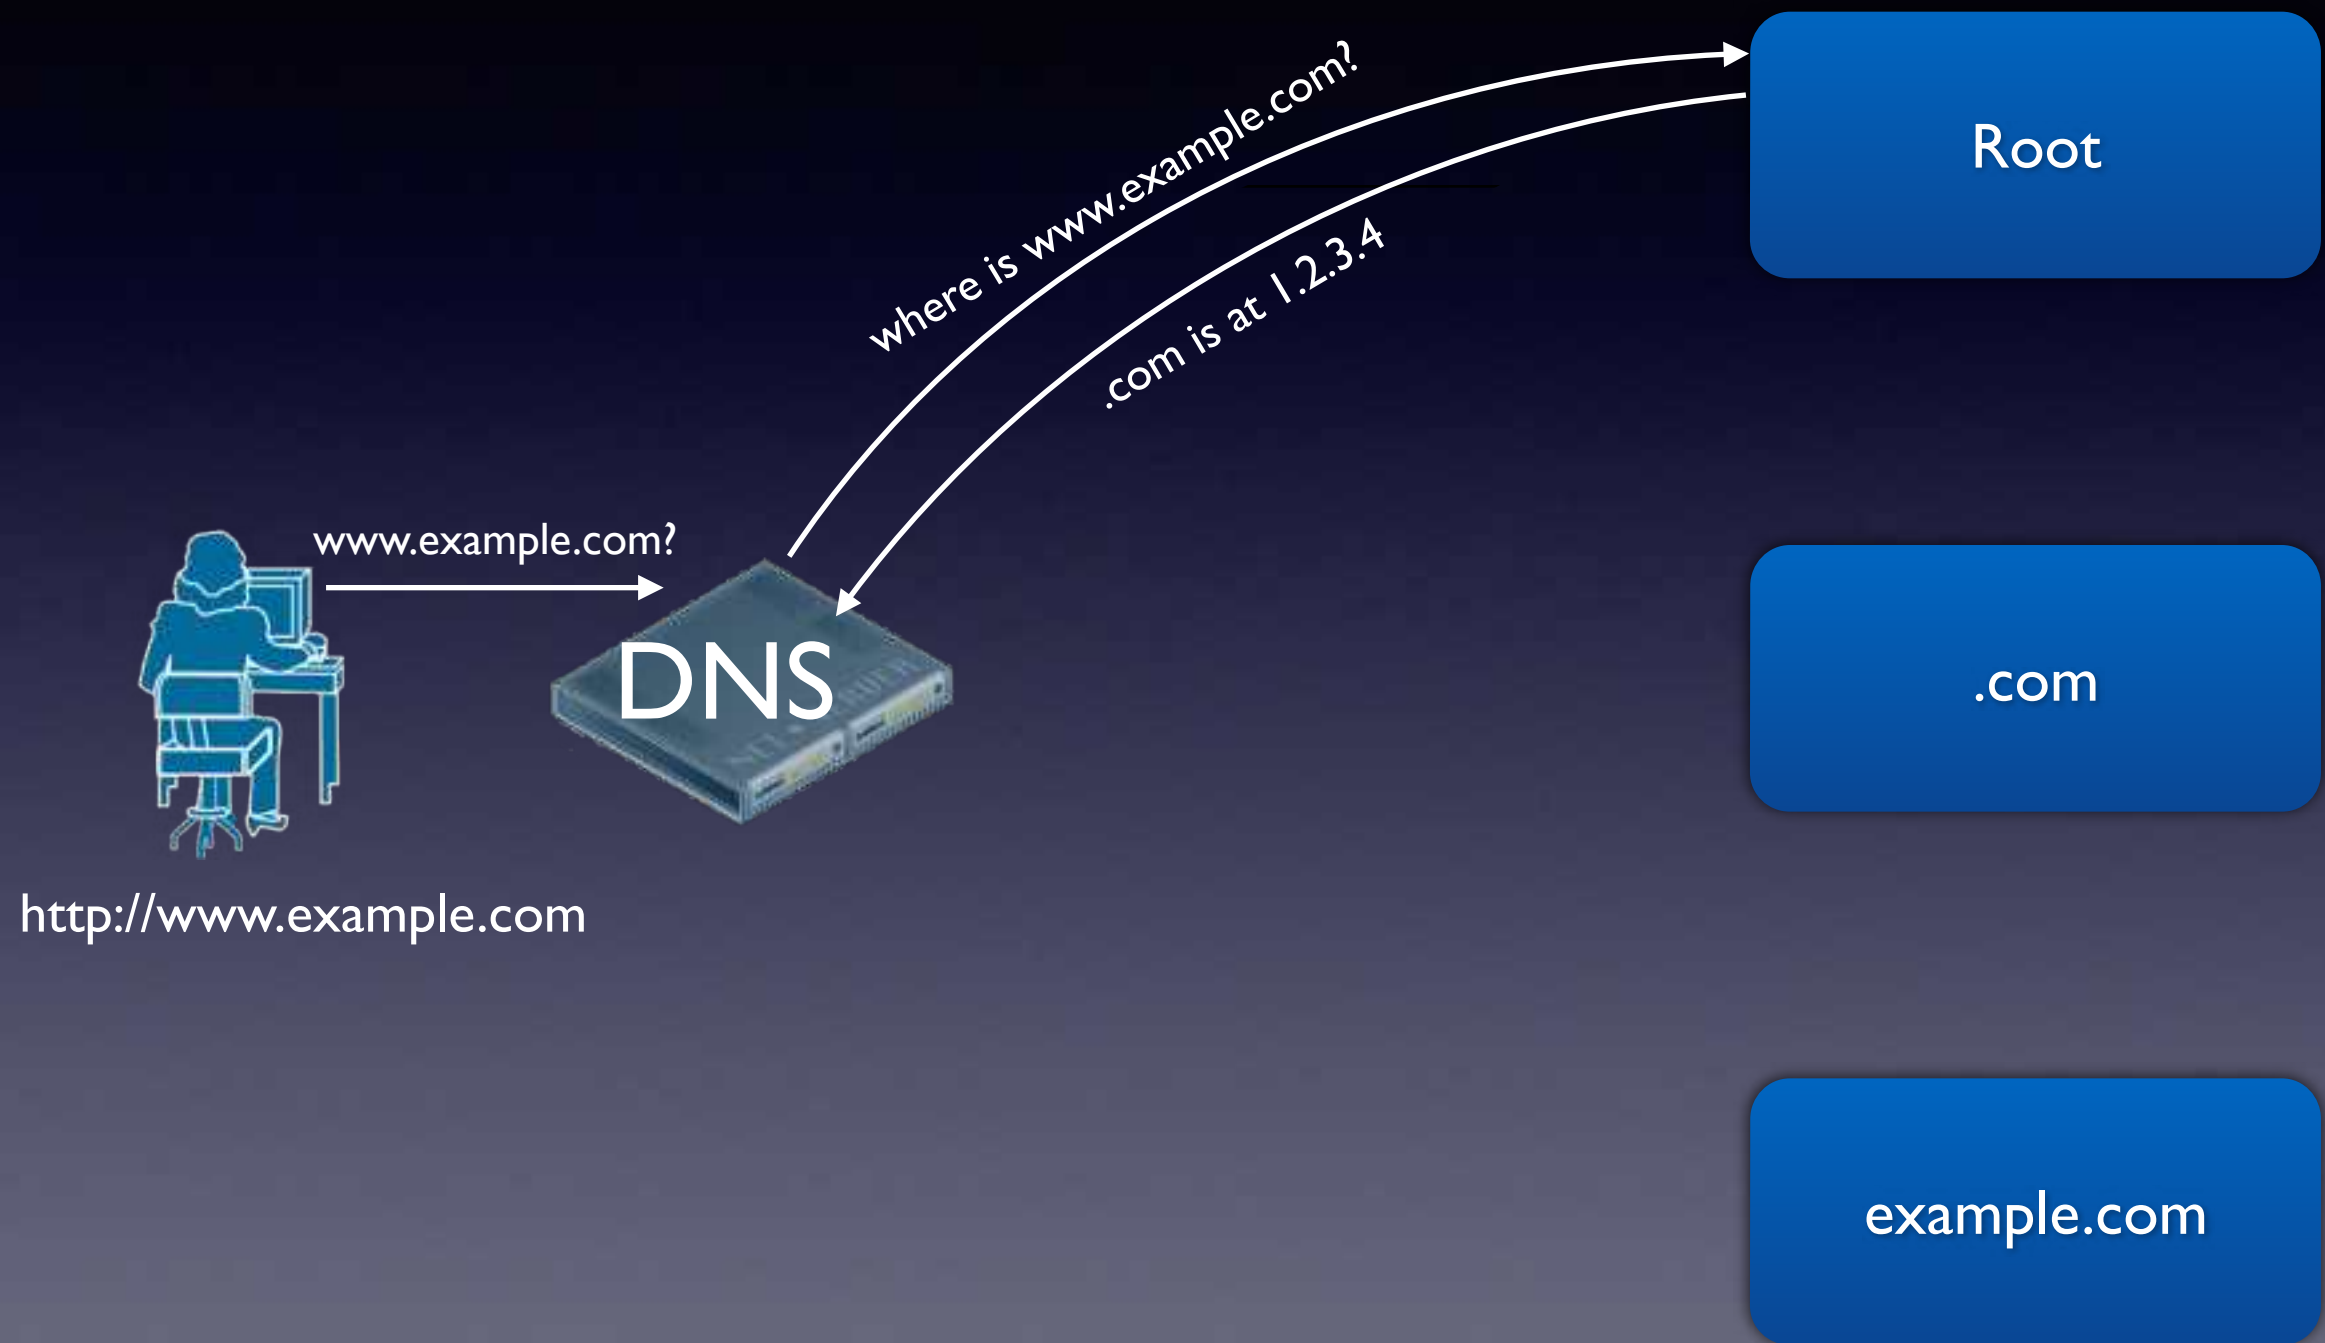 where is www.example.com?
Root
.com is at 1.2.3.4
www.example.com?
DNS
.com
http://www.example.com
example.com